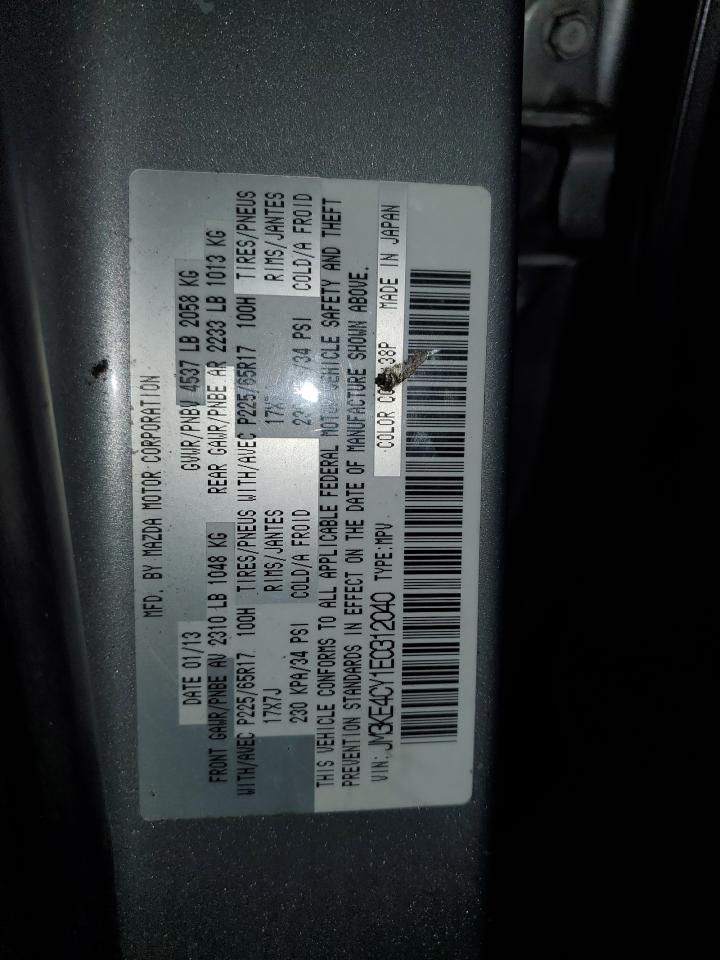 MFD. BY MAZDA MOTOR CORPORATION
DATE 01/13 GVWR/PNBV 4537 LB 2058 KG
FRONT GAWR/PNBE AV 2310 LB 1048 KG REAR GAWR/PNBE AR 2233 LB 1013 KG
WITH/AVEC P225/65R17 100H TIRES/PNEUS WITH/AVEC P225/65R17 100H TIRES/PNEUS
17X7J RIMS/JANTES RIMS/JANTES
230 KPA/34 PSI COLD/A FROID /34 PSI COLD/A FROID
THIS VEHICLE CONFORMS TO ALL APPLICABLE FEDERAL MOTOR VEHICLE SAFETY AND THEFT
PREVENTION STANDARDS IN EFFECT ON THE DATE OF MANUFACTURE SHOWN ABOVE.
VIN: JM3KE4CY1E0312040 TYPE:MPV COLOR 38P MADE IN JAPAN